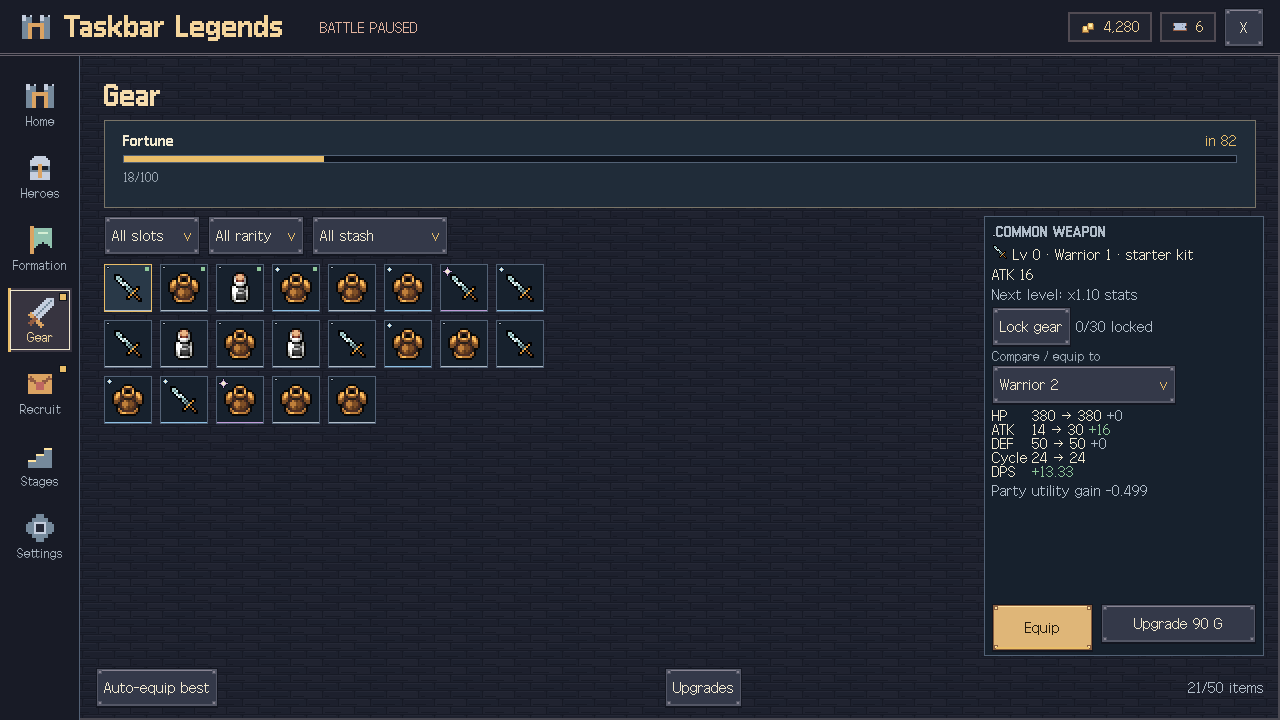 Taskbar Legends
BATTLE PAUSED
4,280
6
X
Home
Heroes
Formation
Gear
Recruit
Stages
Settings
Gear
Fortune
in 82
18/100
All slots
All rarity
All stash
COMMON WEAPON
Lv 0 · Warrior 1 · starter kit
ATK 16
Next level: x1.10 stats
Lock gear
0/30 locked
Compare / equip to
Warrior 2
HP 380 → 380 +0
ATK 14 → 30 +16
DEF 50 → 50 +0
Cycle 24 → 24
DPS +13.33
Party utility gain -0.499
Equip
Upgrade 90 G
Auto-equip best
Upgrades
21/50 items